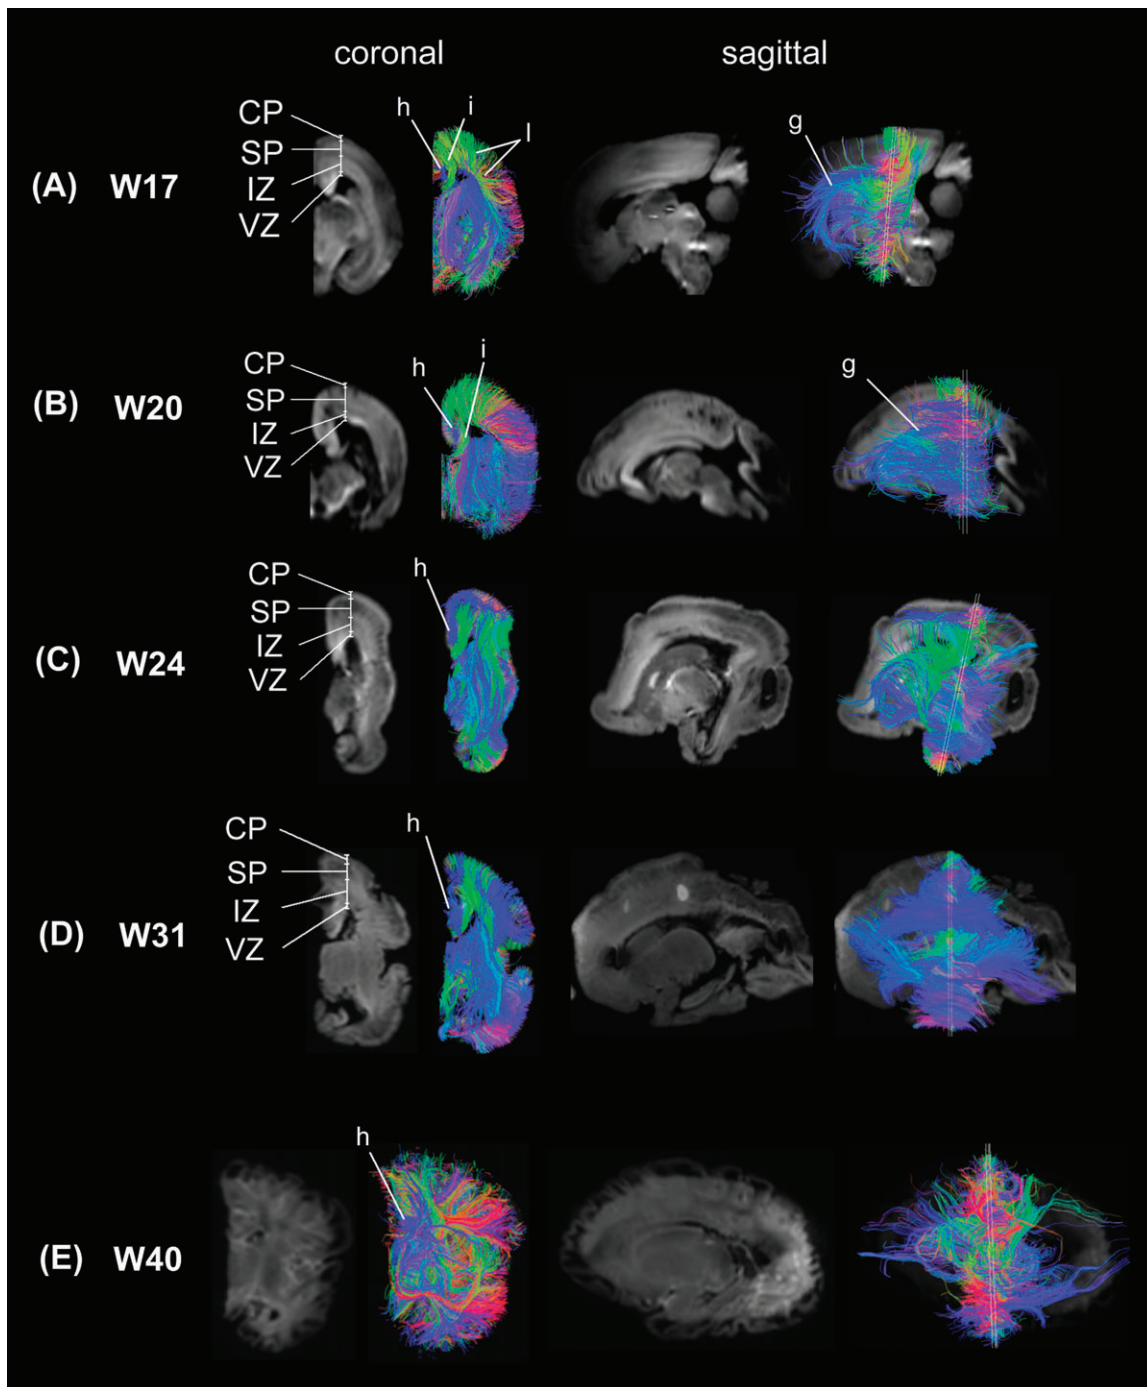 coronal sagittal
h i l
CP
SP
IZ
VZ
g
(A) W17
h i
CP
SP
IZ
VZ
g
(B) W20
h
CP
SP
IZ
VZ
(C) W24
h
CP
SP
IZ
VZ
(D) W31
h
(E) W40